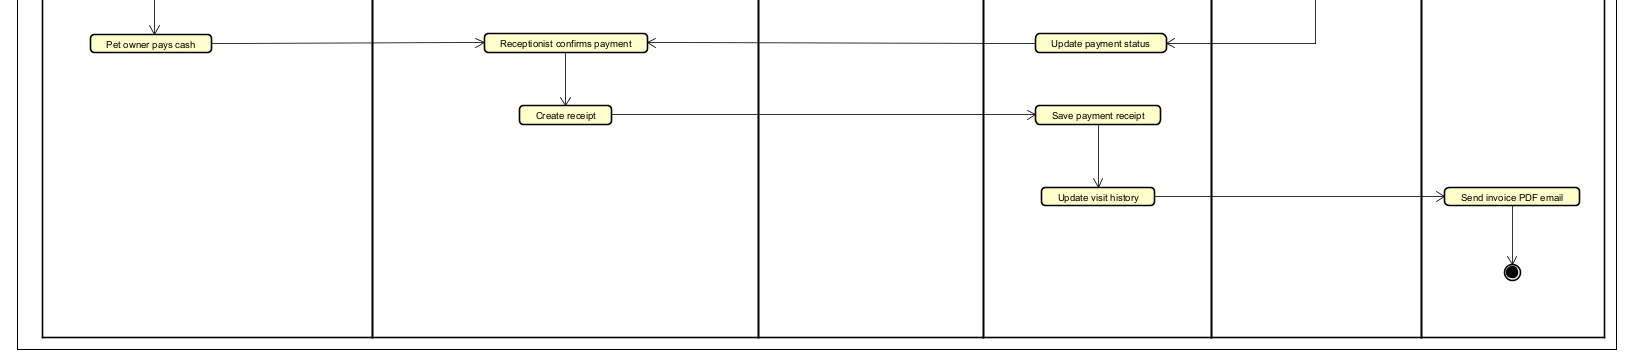 Pet owner pays cash
Receptionist confirms payment
Update payment status
Create receipt
Save payment receipt
Update visit history
Send invoice PDF email